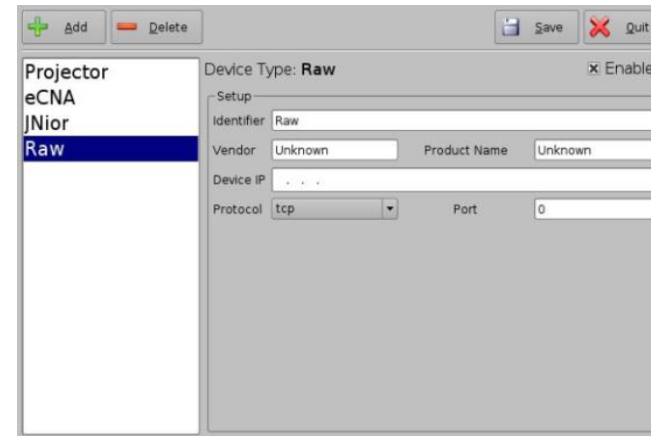 Add Delete Save Quit
Projector
eCNA
JNior
Raw
Device Type: Raw Enable
Setup
Identifier Raw
Vendor Unknown Product Name Unknown
Device IP . . .
Protocol tcp Port 0